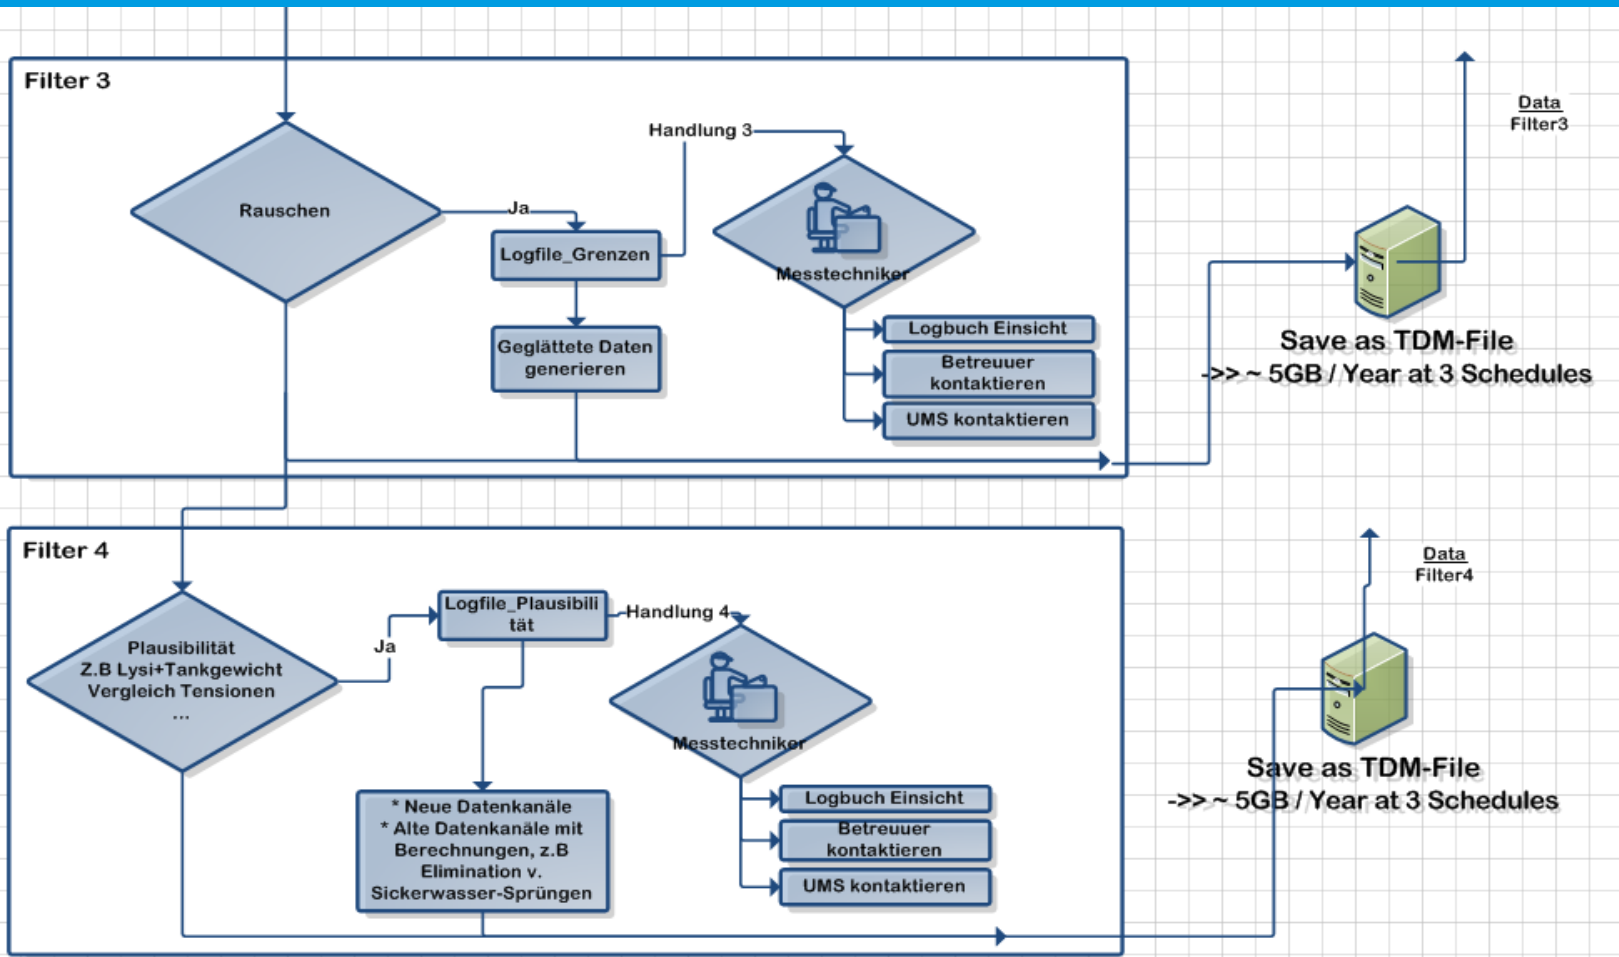 Filter 3
Rauschen
Ja
Logfile_Grenzen
Geglättete Daten
generieren
Handlung 3
Messtechniker
Logbuch Einsicht
Betreuuer
kontaktieren
UMS kontaktieren
Data
Filter3
Save as TDM-File
->> ~ 5GB / Year at 3 Schedules
Filter 4
Plausibilität
Z.B Lysi+Tankgewicht
Vergleich Tensionen
...
Ja
Logfile_Plausibili
tät
Handlung 4
* Neue Datenkanäle
* Alte Datenkanäle mit
Berechnungen, z.B
Elimination v.
Sickerwasser-Sprüngen
Messtechniker
Logbuch Einsicht
Betreuuer
kontaktieren
UMS kontaktieren
Data
Filter4
Save as TDM-File
->> ~ 5GB / Year at 3 Schedules